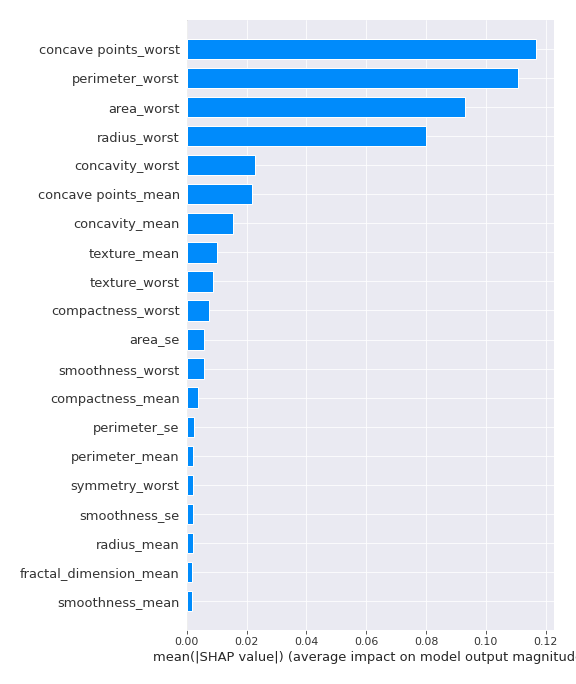 concave points_worst
perimeter_worst
area_worst
radius_worst
concavity_worst
concave points_mean
concavity_mean
texture_mean
texture_worst
compactness_worst
area_se
smoothness_worst
compactness_mean
perimeter_se
perimeter_mean
symmetry_worst
smoothness_se
radius_mean
fractal_dimension_mean
smoothness_mean
0.00 0.02 0.04 0.06 0.08 0.10 0.12
mean(|SHAP value|) (average impact on model output magnitud